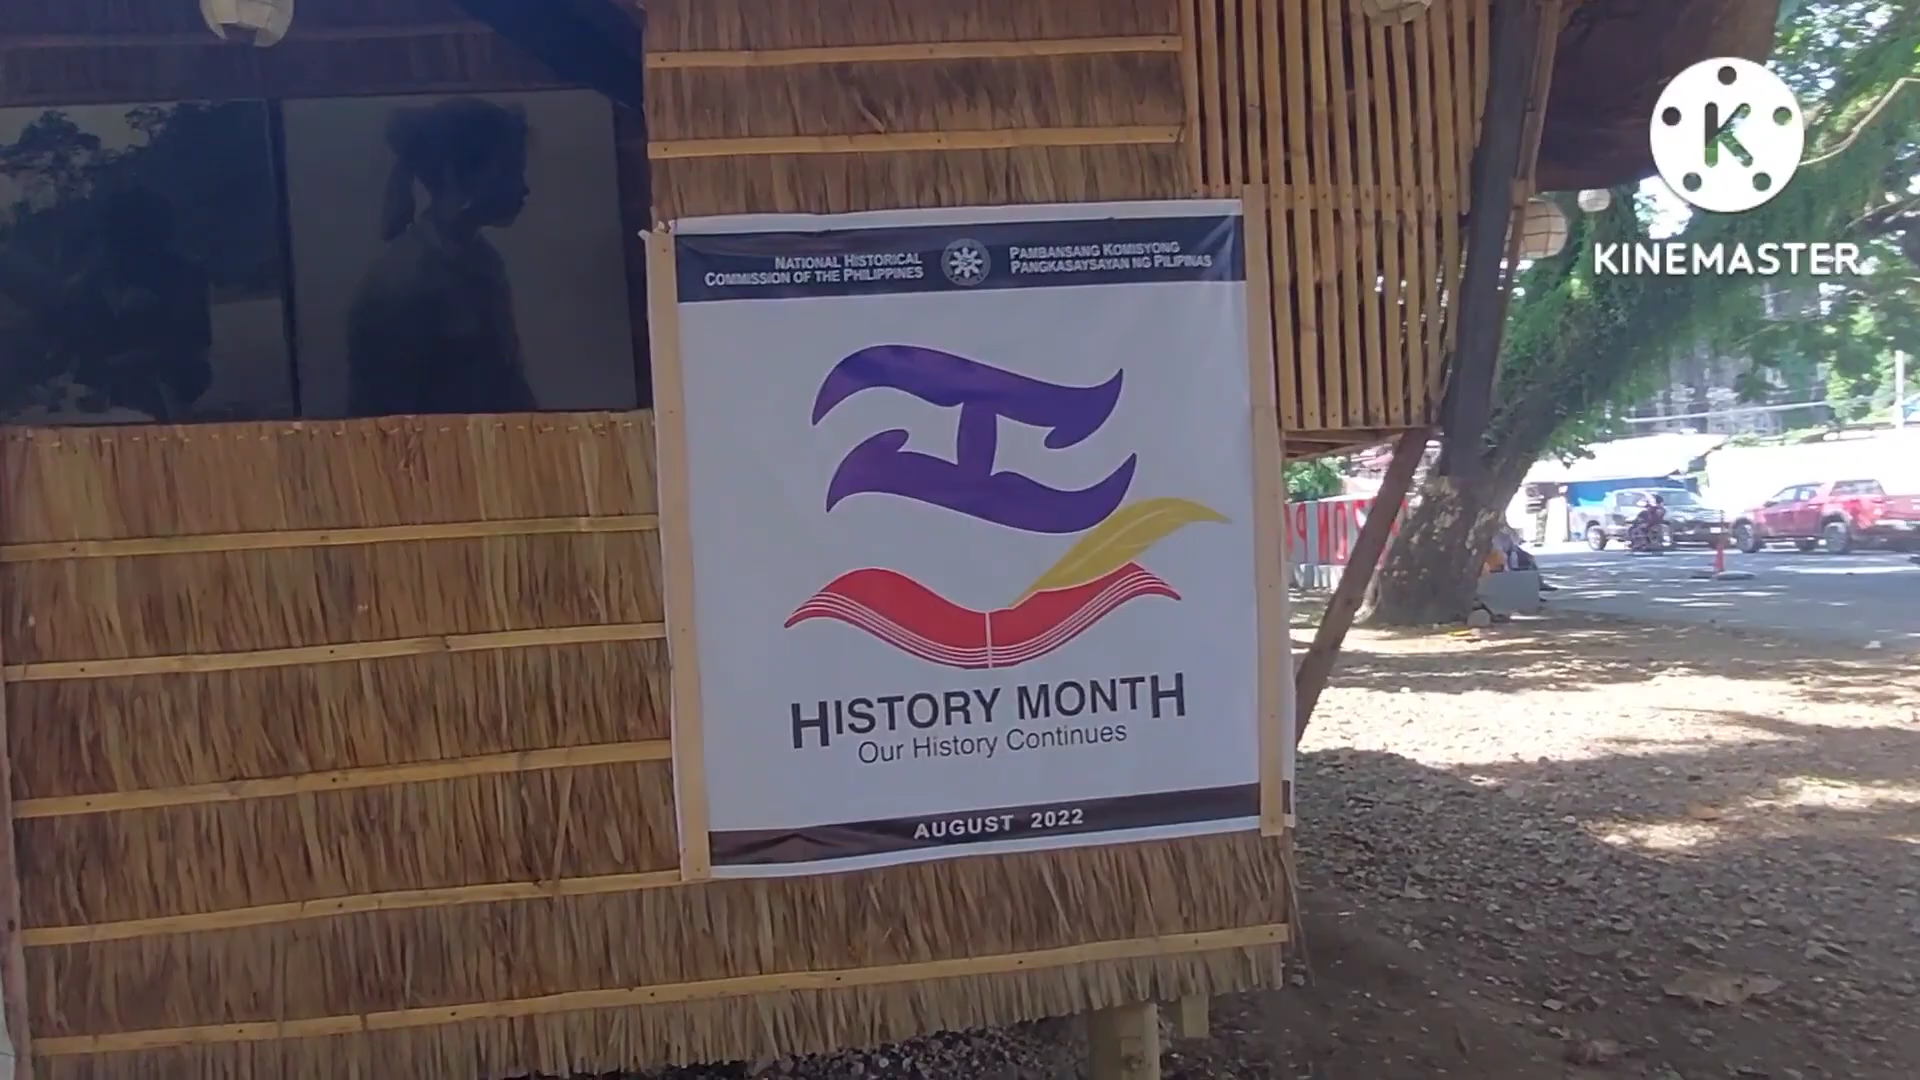 NATIONAL HISTORICAL
COMMISSION OF THE PHILIPPINES
PAMBANSANG KOMISYONG
PANGKASAYSAYAN NG PILIPINAS
HISTORY MONTH
Our History Continues
AUGUST 2022
K
KINEMASTER